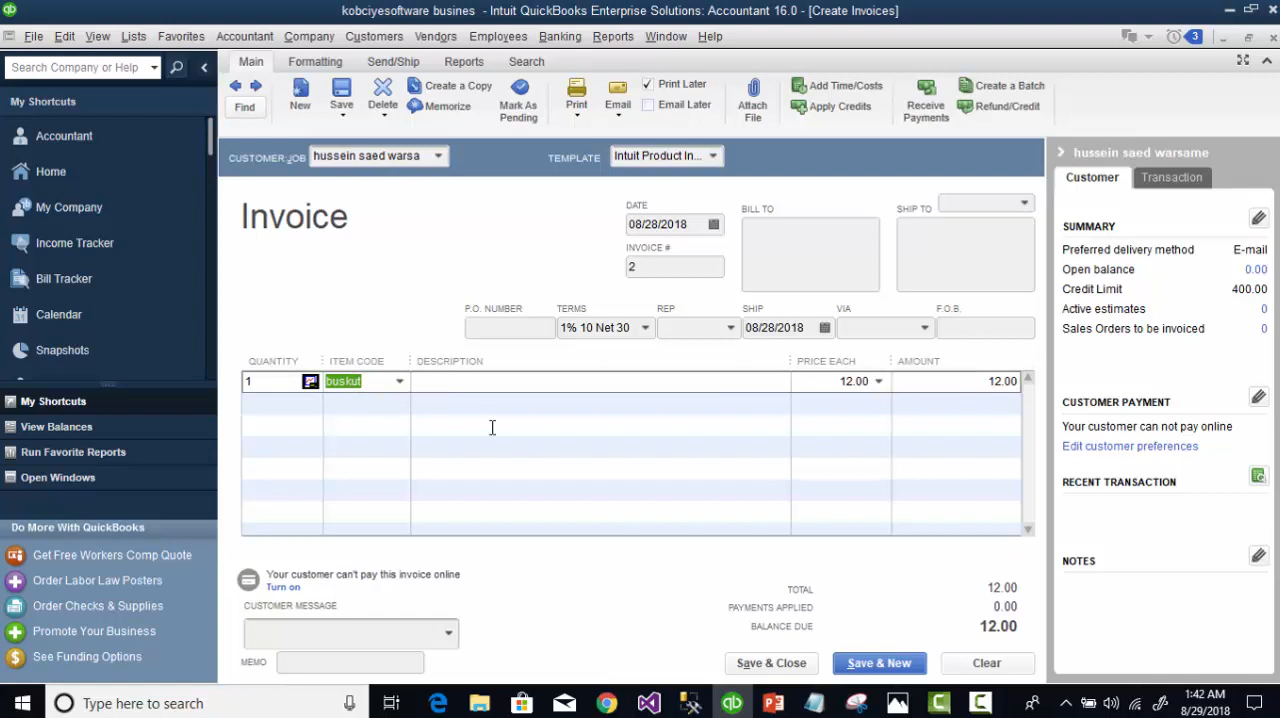 kobciyesoftware busines - Intuit QuickBooks Enterprise Solutions: Accountant 16.0 - [Create Invoices]
File Edit View Lists Favorites Accountant Company Customers Vendors Employees Banking Reports Window Help
3
Search Company or Help
My Shortcuts
Accountant
Home
My Company
Income Tracker
Bill Tracker
Calendar
Snapshots
My Shortcuts
View Balances
Run Favorite Reports
Open Windows
Do More With QuickBooks
Get Free Workers Comp Quote
Order Labor Law Posters
Order Checks & Supplies
Promote Your Business
See Funding Options
Main Formatting Send/Ship Reports Search
Find
New
Save
Delete
Create a Copy
Memorize
Mark As
Pending
Print
Email
Print Later
Email Later
Attach
File
Add Time/Costs
Apply Credits
Receive
Payments
Create a Batch
Refund/Credit
CUSTOMER:JOB hussein saed warsa TEMPLATE Intuit Product In...
Invoice
DATE
08/28/2018
INVOICE #
2
BILL TO
SHIP TO
P.O. NUMBER TERMS REP SHIP VIA F.O.B.
1% 10 Net 30 08/28/2018
QUANTITY ITEM CODE DESCRIPTION PRICE EACH AMOUNT
1 buskut 12.00 12.00
Your customer can't pay this invoice online
Turn on
CUSTOMER MESSAGE
MEMO
TOTAL 12.00
PAYMENTS APPLIED 0.00
BALANCE DUE 12.00
Save & Close Save & New Clear
hussein saed warsame
Customer Transaction
SUMMARY
Preferred delivery method E-mail
Open balance 0.00
Credit Limit 400.00
Active estimates 0
Sales Orders to be invoiced 0
CUSTOMER PAYMENT
Your customer can not pay online
Edit customer preferences
RECENT TRANSACTION
NOTES
Type here to search
1:42 AM
8/29/2018